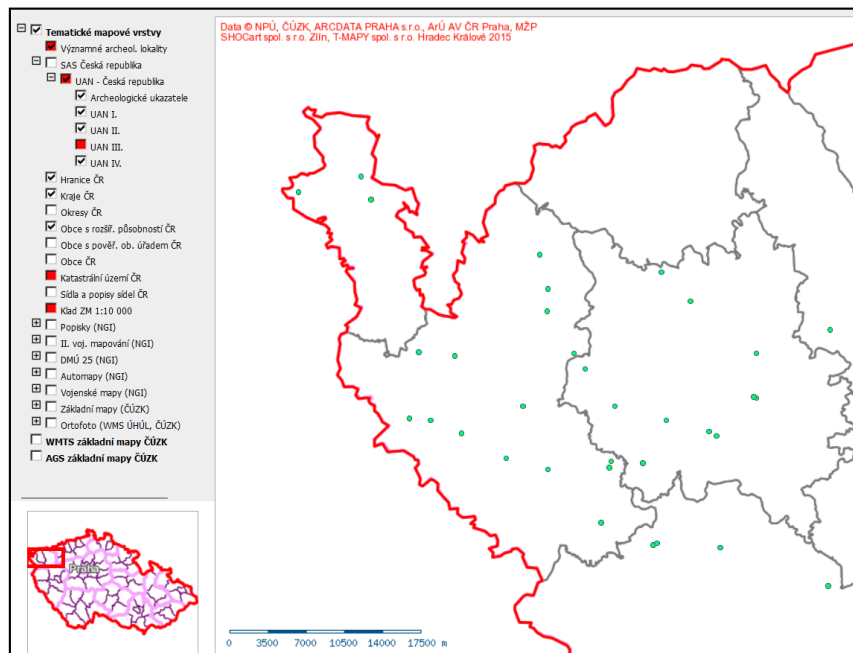 Tematické mapové vrstvy
Významné archeol. lokality
SAS Česká republika
UAN - Česká republika
Archeologické ukazatele
UAN I.
UAN II.
UAN III.
UAN IV.
Hranice ČR
Kraje ČR
Okresy ČR
Obce s rozšíř. působností ČR
Obce s pověř. ob. úřadem ČR
Obce ČR
Katastrální území ČR
Sídla a popisy sídel ČR
Klad ZM 1:10 000
Popisky (NGI)
II. voj. mapování (NGI)
DMÚ 25 (NGI)
Automapy (NGI)
Vojenské mapy (NGI)
Základní mapy (ČÚZK)
Ortofoto (WMS ÚHÚL, ČÚZK)
WMTS základní mapy ČÚZK
AGS základní mapy ČÚZK
Praha
Data © NPÚ, ČÚZK, ARCDATA PRAHA s.r.o., ArÚ AV ČR Praha, MŽP
SHOCart spol. s r.o. Zlín, T-MAPY spol. s r.o. Hradec Králové 2015
0 3500 7000 10500 14000 17500 m